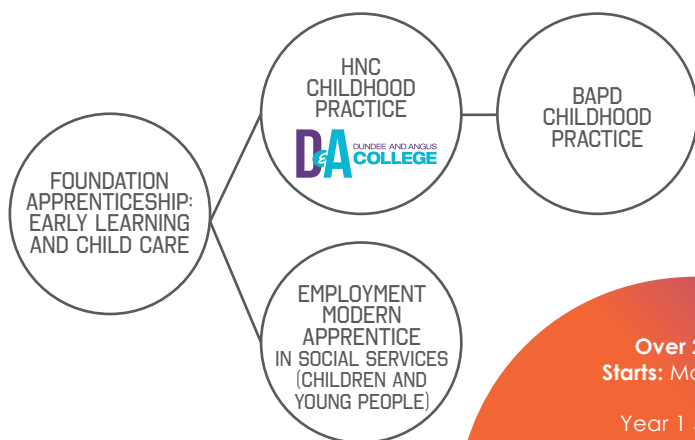 FOUNDATION
APPRENTICESHIP:
EARLY LEARNING
AND CHILD CARE
HNC
CHILDHOOD
PRACTICE
D&A DUNDEE AND ANGUS
COLLEGE
BAPD
CHILDHOOD
PRACTICE
EMPLOYMENT
MODERN
APPRENTICE
IN SOCIAL SERVICES
(CHILDREN AND
YOUNG PEOPLE)
Over
Starts:
Year 1